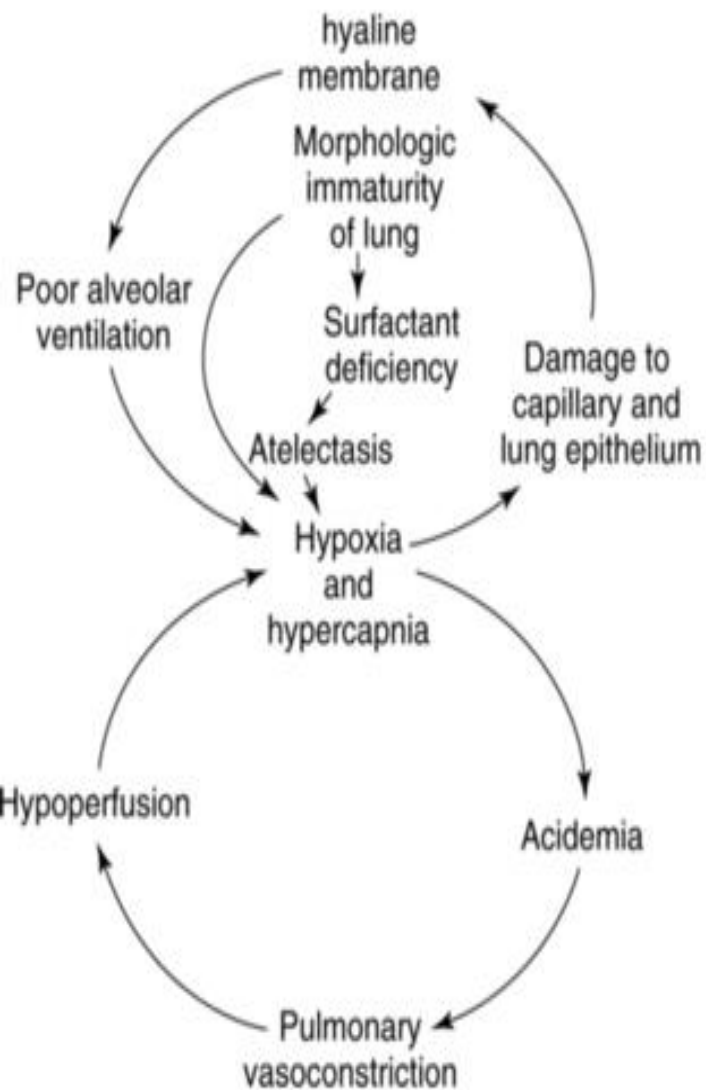 hyaline
membrane
Morphologic
immaturity
of lung
Poor alveolar
ventilation
Surfactant
deficiency
Damage to
capillary and
lung epithelium
Atelectasis
Hypoxia
and
hypercapnia
Hypoperfusion
Acidemia
Pulmonary
vasoconstriction